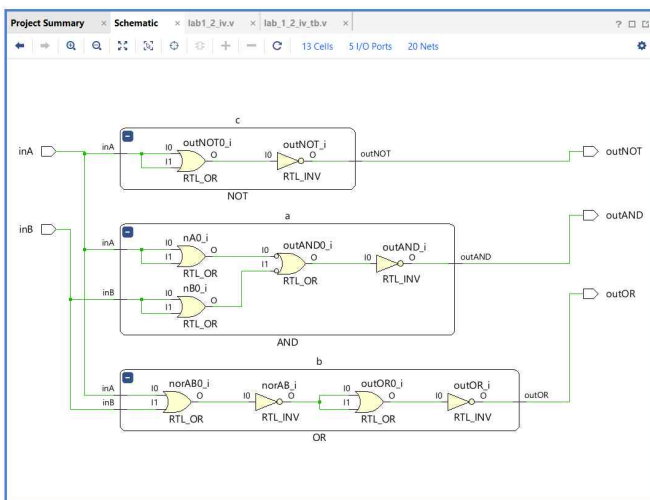 Project Summary × Schematic × lab1_2_iv.v × lab1_2_iv_tb.v ×
13 Cells 5 I/O Ports 20 Nets
c
inA inA I0 outNOT0_i O I0 outNOT_i O outNOT outNOT
I1
RTL_OR RTL_INV
NOT
a
inB inA I0 nA0_i O I0 outAND0_i O I0 outAND_i O outAND outAND
I1 I1
RTL_OR RTL_OR RTL_INV
inB I0 nB0_i O outOR
I1
RTL_OR
AND
b
inA I0 norAB0_i O I0 norAB_i O I0 outOR0_i O I0 outOR_i O outOR
inB I1 I1
RTL_OR RTL_INV RTL_OR RTL_INV
OR